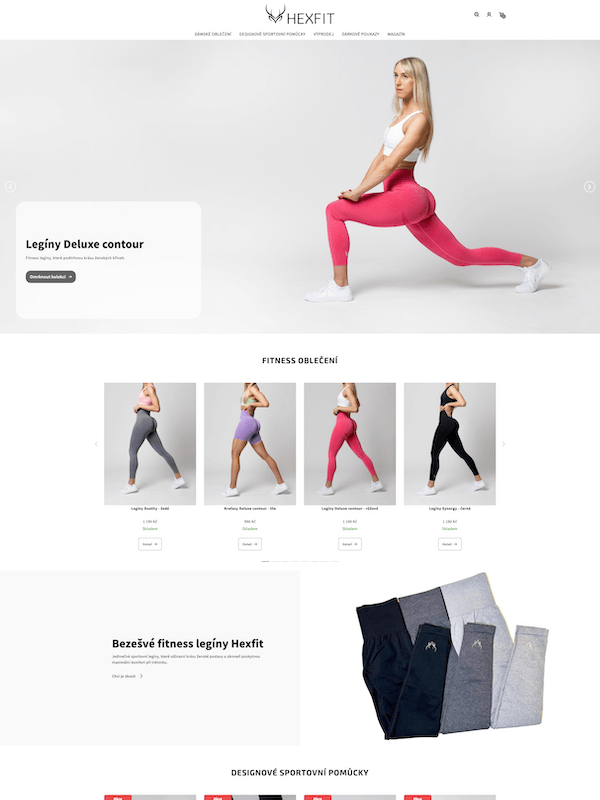 HEXFIT
DÁMSKÉ OBLEČENÍ DESIGNOVÉ SPORTOVNÍ POMŮCKY VÝPRODEJ DÁRKOVÉ POUKAZY MAGAZÍN
Legíny Deluxe contour
Fitness legíny, které podtrhnou krásu ženských křivek.
Omrknout kolekci →
FITNESS OBLEČENÍ
Legíny Duality - šedé
Kraťasy Deluxe contour - lila
Legíny Deluxe contour - růžové
Legíny Synergy - černé
1 190 Kč
990 Kč
1 190 Kč
1 190 Kč
Skladem
Skladem
Skladem
Skladem
Detail →
Detail →
Detail →
Detail →
Bezešvé fitness legíny Hexfit
Jedinečné sportovní legíny, které zdůrazní krásu ženské postavy a zároveň poskytnou
maximální komfort při tréninku.
Chci je zkusit
DESIGNOVÉ SPORTOVNÍ POMŮCKY